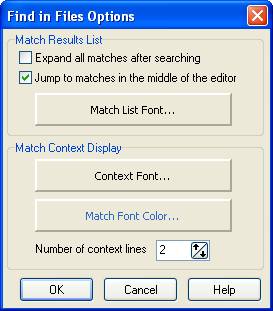 Find in Files Options
Match Results List
Expand all matches after searching
Jump to matches in the middle of the editor
Match List Font...
Match Context Display
Context Font...
Match Font Color...
Number of context lines 2
OK Cancel Help